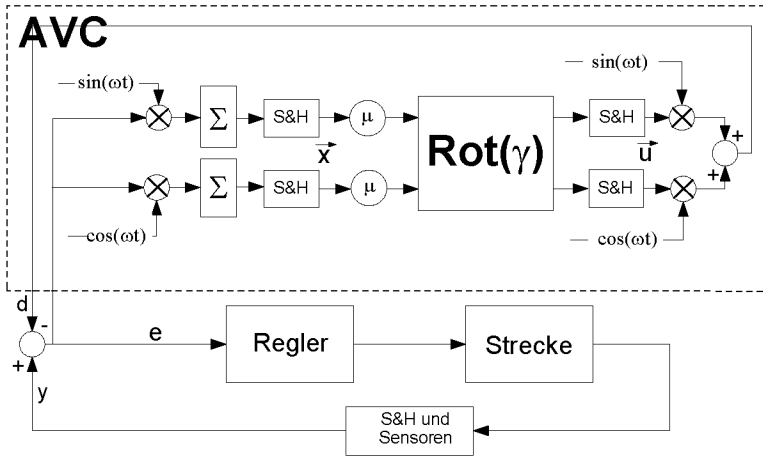 AVC
sin(ωt)
sin(ωt)
Σ
S&H
μ
S&H
x
Rot(γ)
u
+
Σ
S&H
μ
S&H
+
cos(ωt)
cos(ωt)
d
-
e
Regler
Strecke
+
y
S&H und
Sensoren